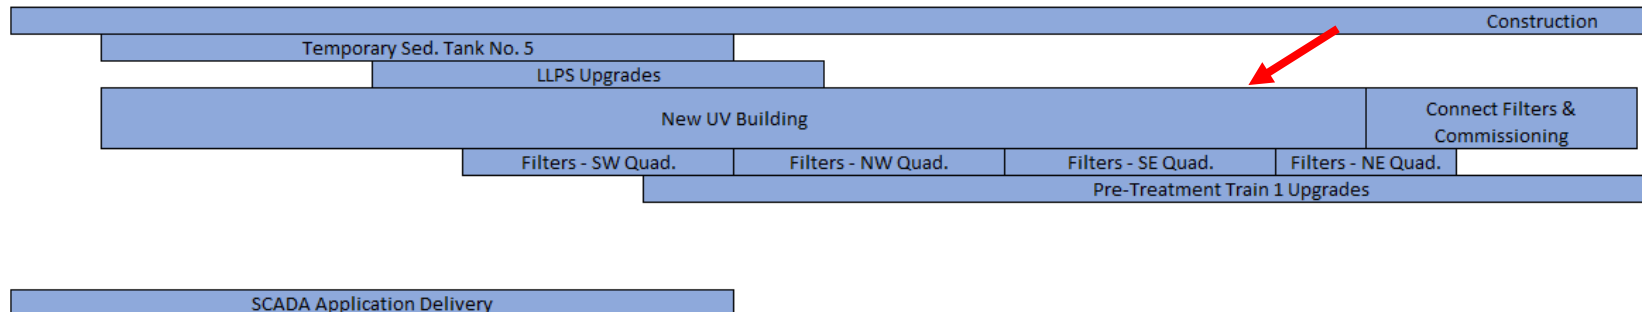 Construction
Temporary Sed. Tank No. 5
LLPS Upgrades
New UV Building
Connect Filters &
Commissioning
Filters - SW Quad.
Filters - NW Quad.
Filters - SE Quad.
Filters - NE Quad.
Pre-Treatment Train 1 Upgrades
SCADA Application Delivery